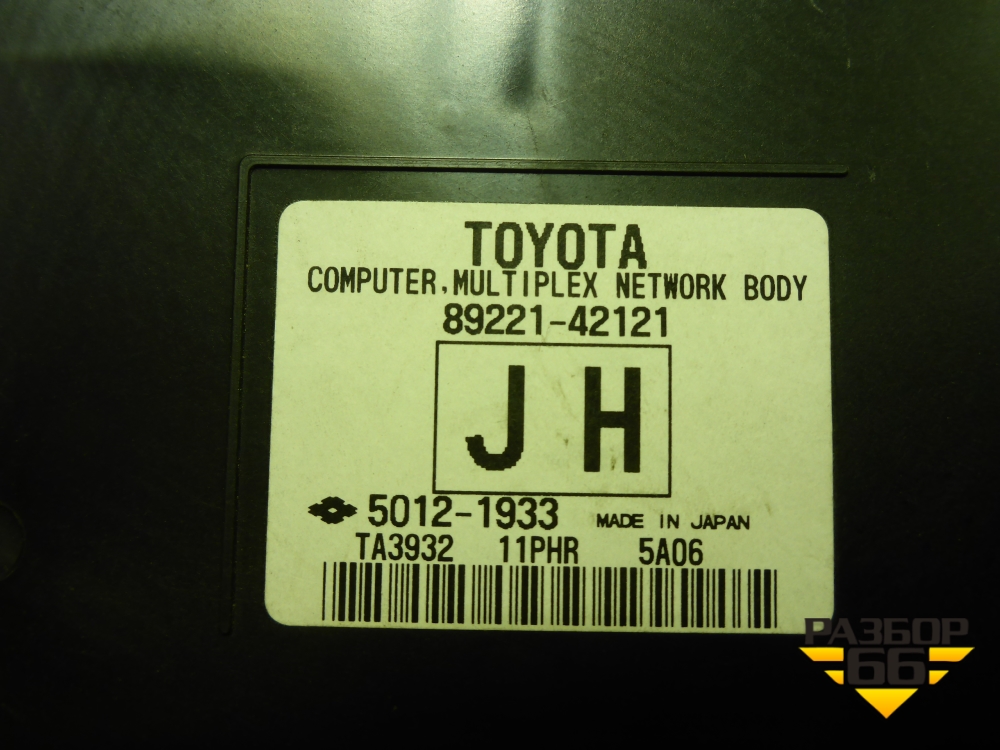 TOYOTA
COMPUTER, MULTIPLEX NETWORK BODY
89221-42121
JH
5012-1933 MADE IN JAPAN
TA3932 11PHR 5A06
РАЗБОР
66